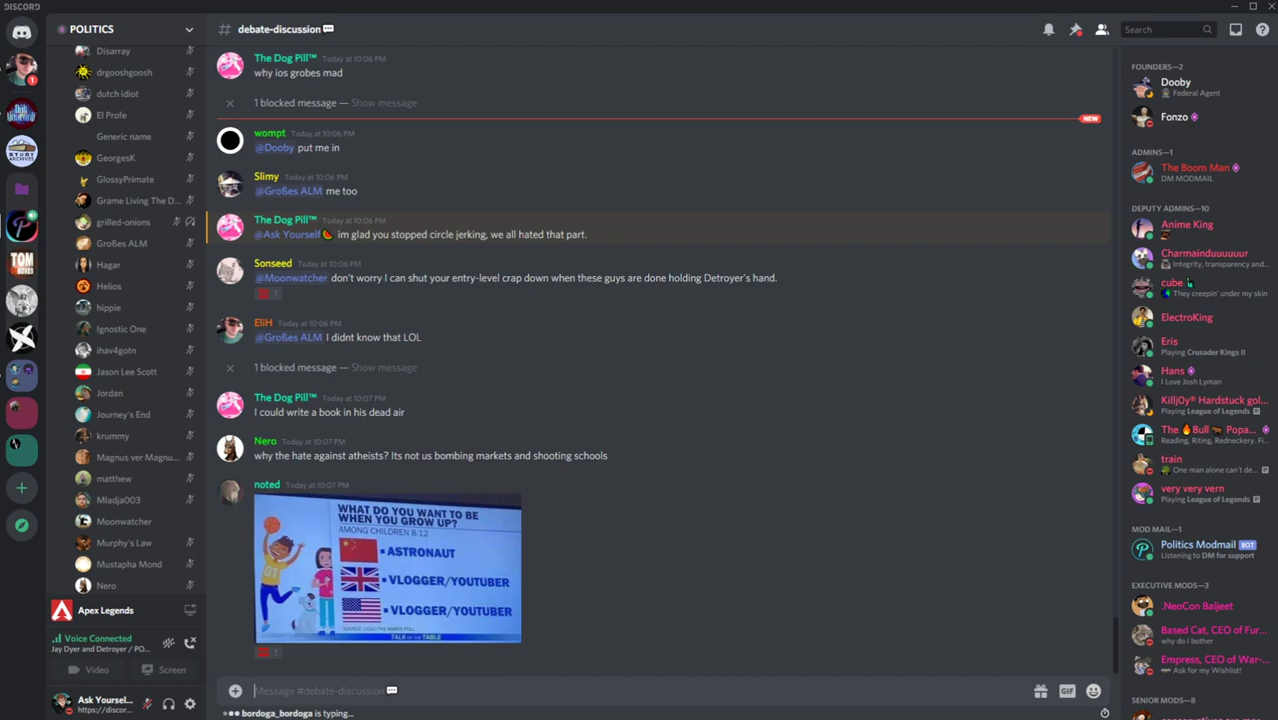 DISCORD
POLITICS
Disarray
drgooshgoosh
dutch idiot
El Profe
Generic name
GeorgesK
GlossyPrimate
Grame Living The D...
grilled-onions
Großes ALM
Hagar
Helios
hippie
Ignostic One
ihav4gotn
Jason Lee Scott
Jordan
Journey's End
krummy
Magnus ver Magnu...
matthew
Mladja003
Moonwatcher
Murphy's Law
Mustapha Mond
Nero
Apex Legends
Voice Connected
Jay Dyer and Detroyer / PO...
Video
Screen
Ask Yoursel...
https://discor...
1
STUDY
ARCHIVES
TOM
BOXES
# debate-discussion
Search
The Dog Pill™ Today at 10:06 PM
why ios grobes mad
1 blocked message — Show message
NEW
wompt Today at 10:06 PM
@Dooby put me in
Slimy Today at 10:06 PM
@Großes ALM me too
The Dog Pill™ Today at 10:06 PM
@Ask Yourself im glad you stopped circle jerking, we all hated that part.
Sonseed Today at 10:06 PM
@Moonwatcher don't worry I can shut your entry-level crap down when these guys are done holding Detroyer's hand.
1
EliH Today at 10:06 PM
@Großes ALM I didnt know that LOL
1 blocked message — Show message
The Dog Pill™ Today at 10:07 PM
I could write a book in his dead air
Nero Today at 10:07 PM
why the hate against atheists? Its not us bombing markets and shooting schools
noted Today at 10:07 PM
WHAT DO YOU WANT TO BE
WHEN YOU GROW UP?
AMONG CHILDREN 8-12
ASTRONAUT
VLOGGER/YOUTUBER
VLOGGER/YOUTUBER
SOURCE: LEGO/THE HARRIS POLL
TALK OF THE TABLE
1
Message #debate-discussion
GIF
bordoga_bordoga is typing...
FOUNDERS—2
Dooby
Federal Agent
Fonzo
ADMINS—1
The Boom Man
DM MODMAIL
DEPUTY ADMINS—10
Anime King
Charmainduuuuuur
Integrity, transparency and...
cube
They creepin' under my skin
ElectroKing
Eris
Playing Crusader Kings II
Hans
I Love Josh Lyman
Killj0y® Hardstuck gol...
Playing League of Legends
The Bull Popa...
Reading, Riting, Redneckery. Fi...
train
One man alone can't de...
very very vern
Playing League of Legends
MOD MAIL—1
Politics Modmail BOT
Listening to DM for support
EXECUTIVE MODS—3
.NeoCon Baljeet
Based Cat, CEO of Fur...
why do I bother
Empress, CEO of War-...
Ask for my Wishlist!
SENIOR MODS—8